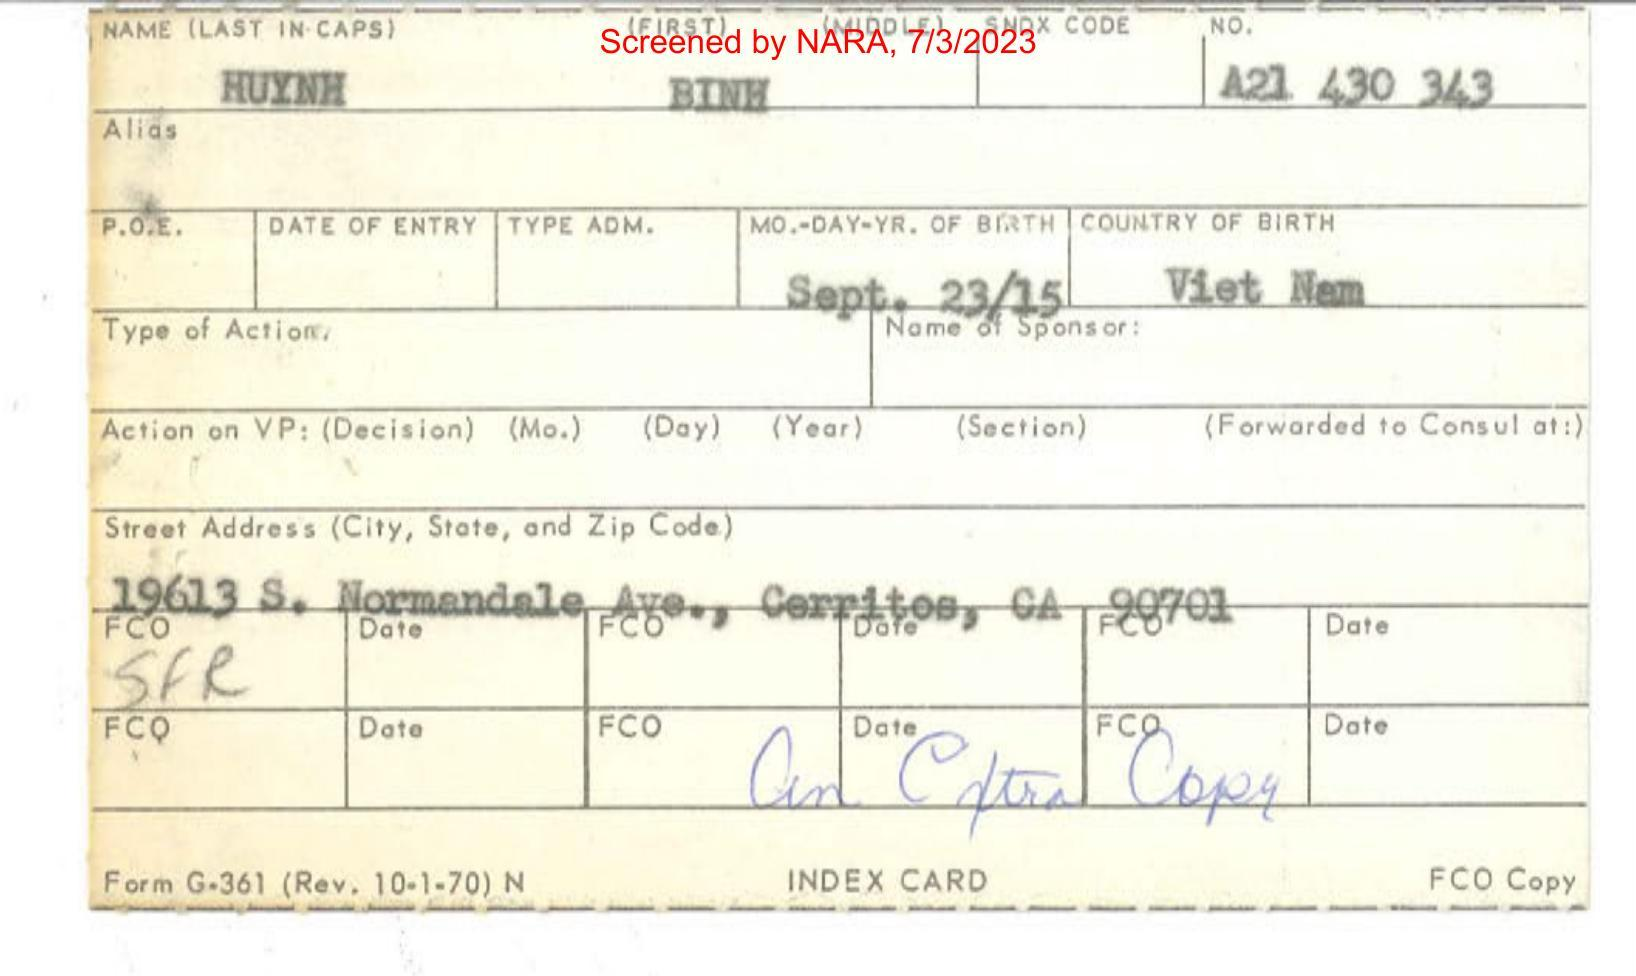 NAME (LAST IN CAPS) (FIRST) (MIDDLE) SNDX CODE NO.
Screened by NARA, 7/3/2023
HUYNH BINH A21 430 343
Alias
P.O.E. DATE OF ENTRY TYPE ADM. MO.-DAY-YR. OF BIRTH COUNTRY OF BIRTH
Sept. 23/15 Viet Nam
Type of Action: Name of Sponsor:
Action on VP: (Decision) (Mo.) (Day) (Year) (Section) (Forwarded to Consul at:)
Street Address (City, State, and Zip Code)
19613 S. Normandale Ave., Cerritos, CA 90701
FCO Date FCO Date FCO Date
SFR
FCO Date FCO Date FCO Date
An Extra Copy
Form G-361 (Rev. 10-1-70) N INDEX CARD FCO Copy